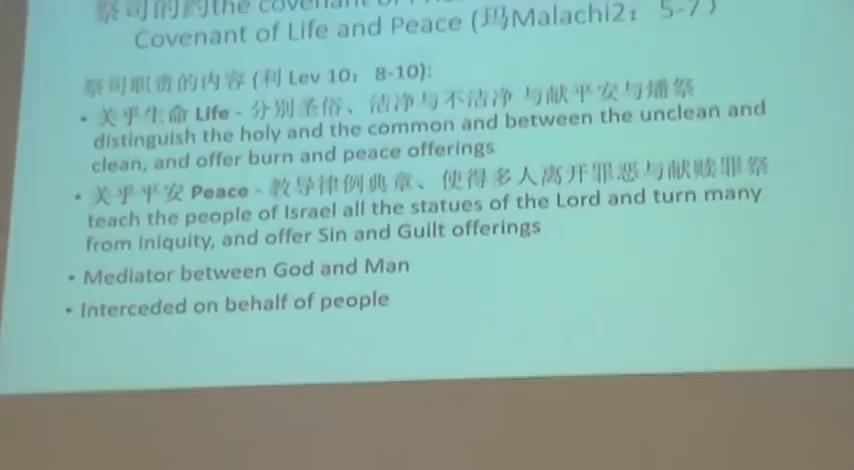 祭司的约the covenant of
Covenant of Life and Peace (玛Malachi2： 5-7)
祭司职责的内容 (利 Lev 10： 8-10):
• 关乎生命 Life - 分别圣俗、洁净与不洁净 与献平安与燔祭
distinguish the holy and the common and between the unclean and
clean, and offer burn and peace offerings
• 关乎平安 Peace - 教导律例典章、使得多人离开罪恶与献赎罪祭
teach the people of Israel all the statues of the Lord and turn many
from iniquity, and offer Sin and Guilt offerings
• Mediator between God and Man
• Interceded on behalf of people